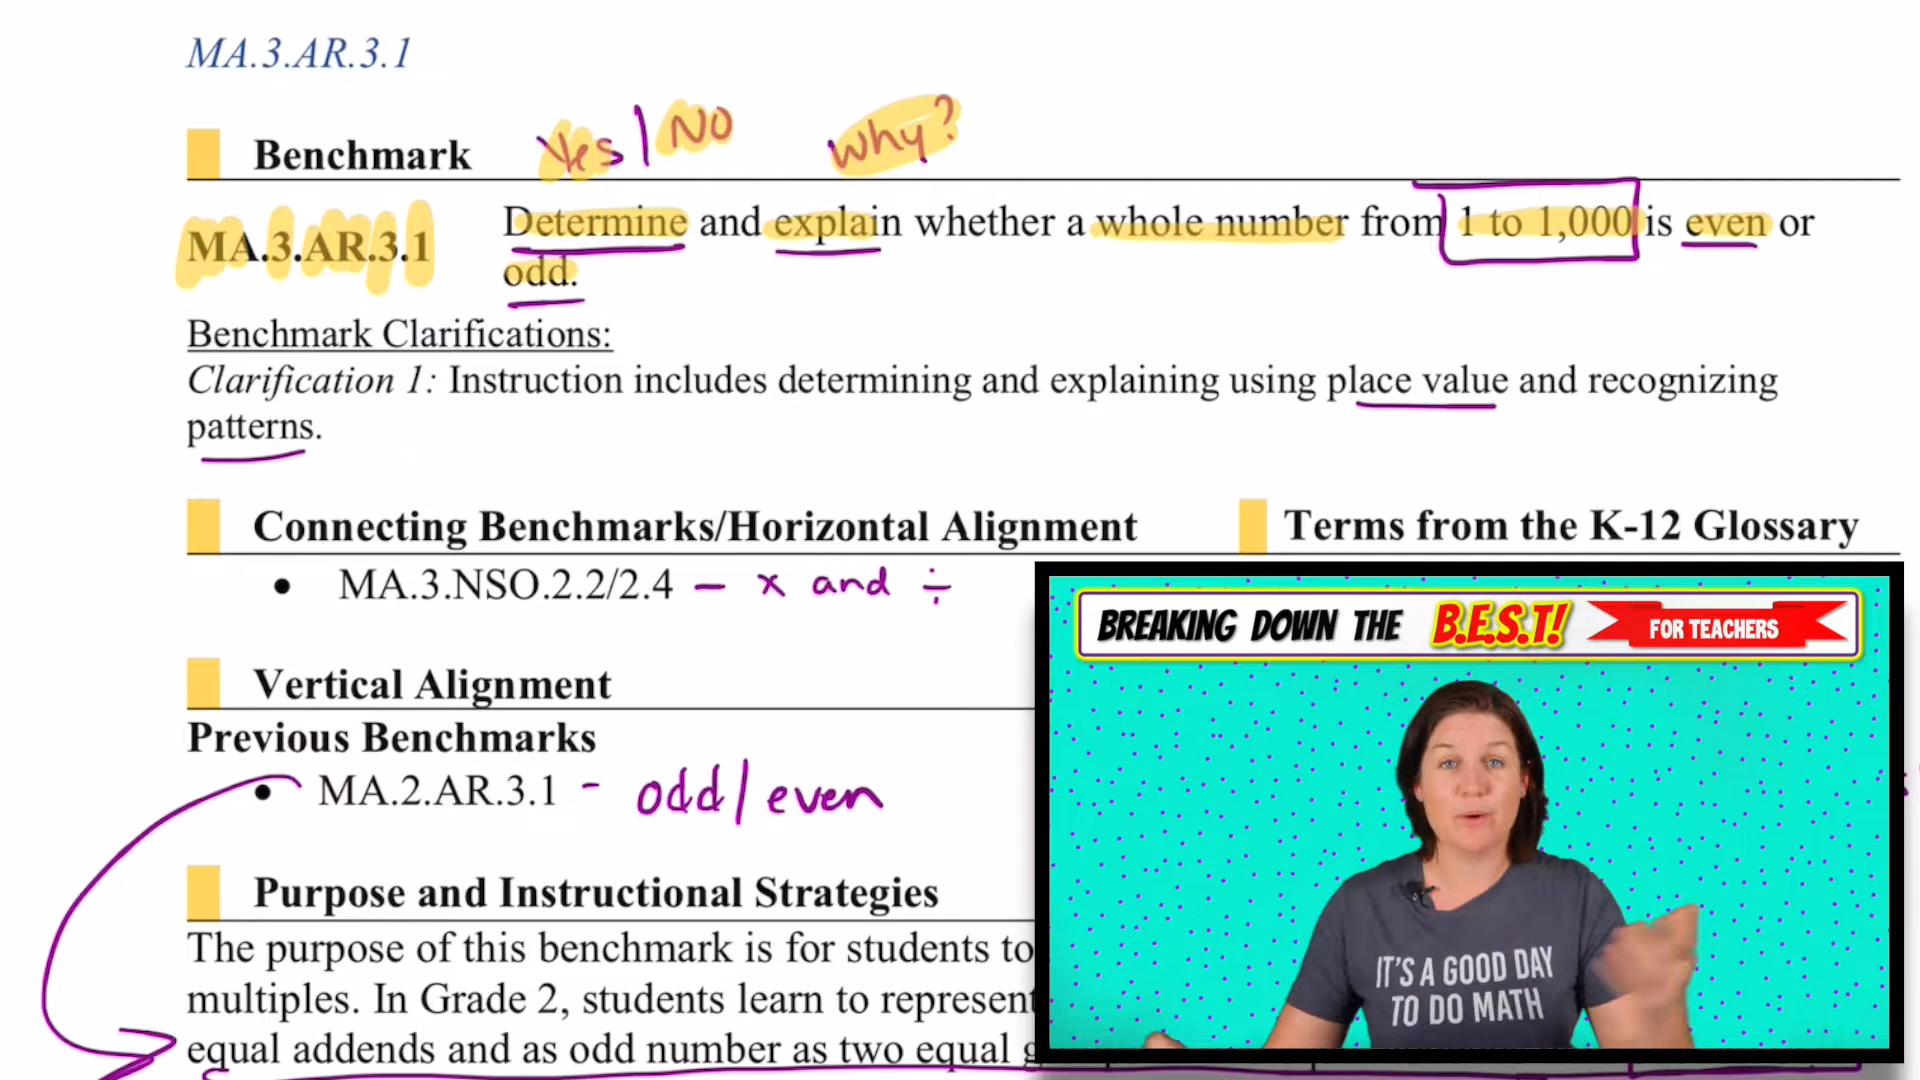 MA.3.AR.3.1
Yes | No Why?
Benchmark
MA.3.AR.3.1 Determine and explain whether a whole number from 1 to 1,000 is even or
odd.
Benchmark Clarifications:
Clarification 1: Instruction includes determining and explaining using place value and recognizing
patterns.
Connecting Benchmarks/Horizontal Alignment
Terms from the K-12 Glossary
• MA.3.NSO.2.2/2.4 – x and ÷
Vertical Alignment
Previous Benchmarks
• MA.2.AR.3.1 - odd/even
Purpose and Instructional Strategies
The purpose of this benchmark is for students to
multiples. In Grade 2, students learn to represent
equal addends and as odd number as two equal g
BREAKING DOWN THE B.E.S.T! FOR TEACHERS
IT'S A GOOD DAY
TO DO MATH